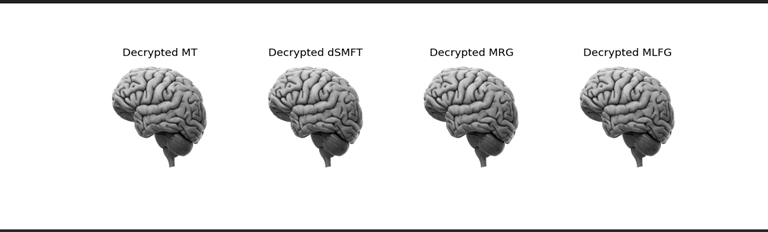 Decrypted MT
Decrypted dSMFT
Decrypted MRG
Decrypted MLFG